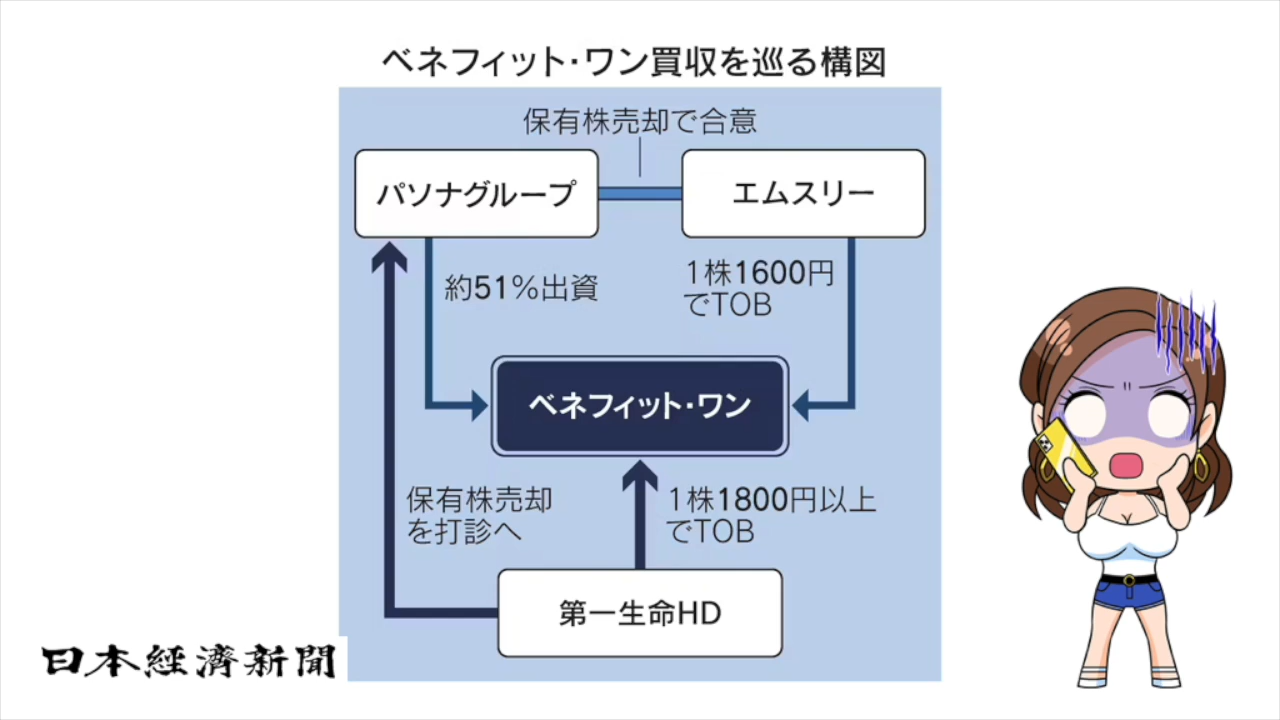 ベネフィット・ワン買収を巡る構図
保有株売却で合意
パソナグループ
エムスリー
約51%出資
1株1600円
でTOB
ベネフィット・ワン
保有株売却
を打診へ
1株1800円以上
でTOB
第一生命HD
日本経済新聞